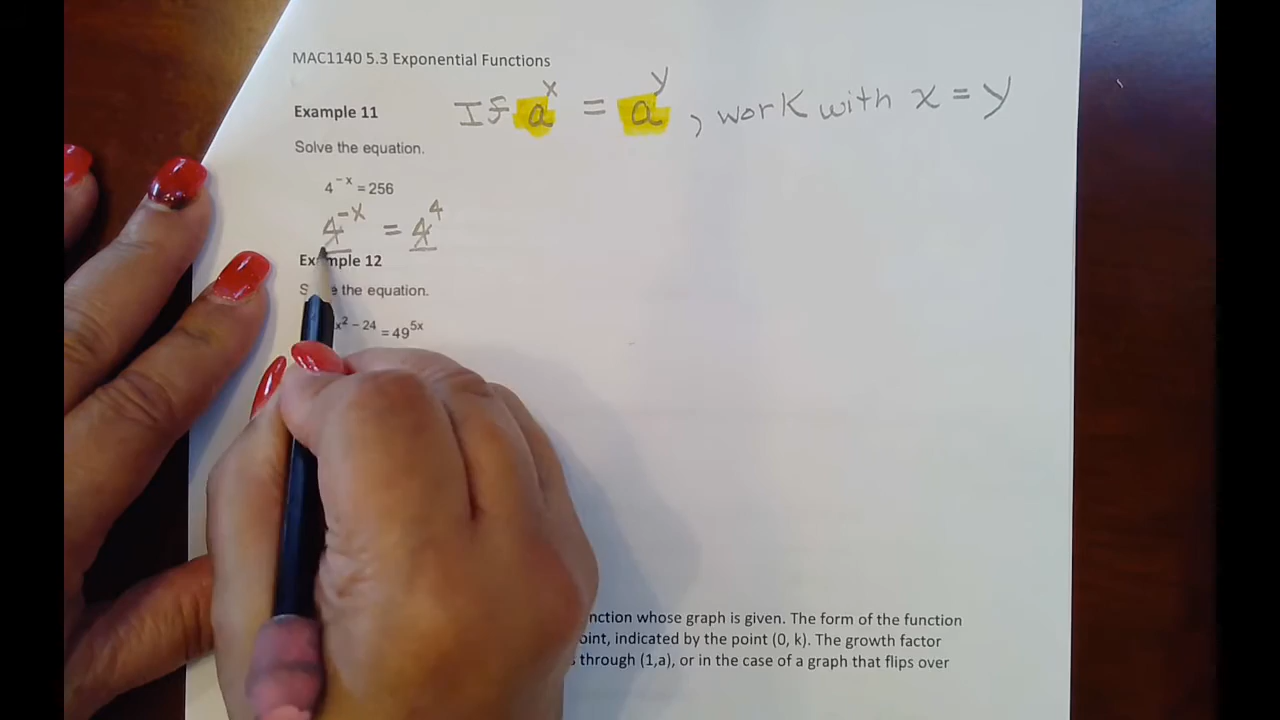 MAC1140 5.3 Exponential Functions
If a^x = a^y, work with x = y
Example 11
Solve the equation.
4^-x = 256
4^-x = 4^4
Example 12
the equation.
x² - 24 = 49^5x
nction whose graph is given. The form of the function
oint, indicated by the point (0, k). The growth factor
through (1,a), or in the case of a graph that flips over